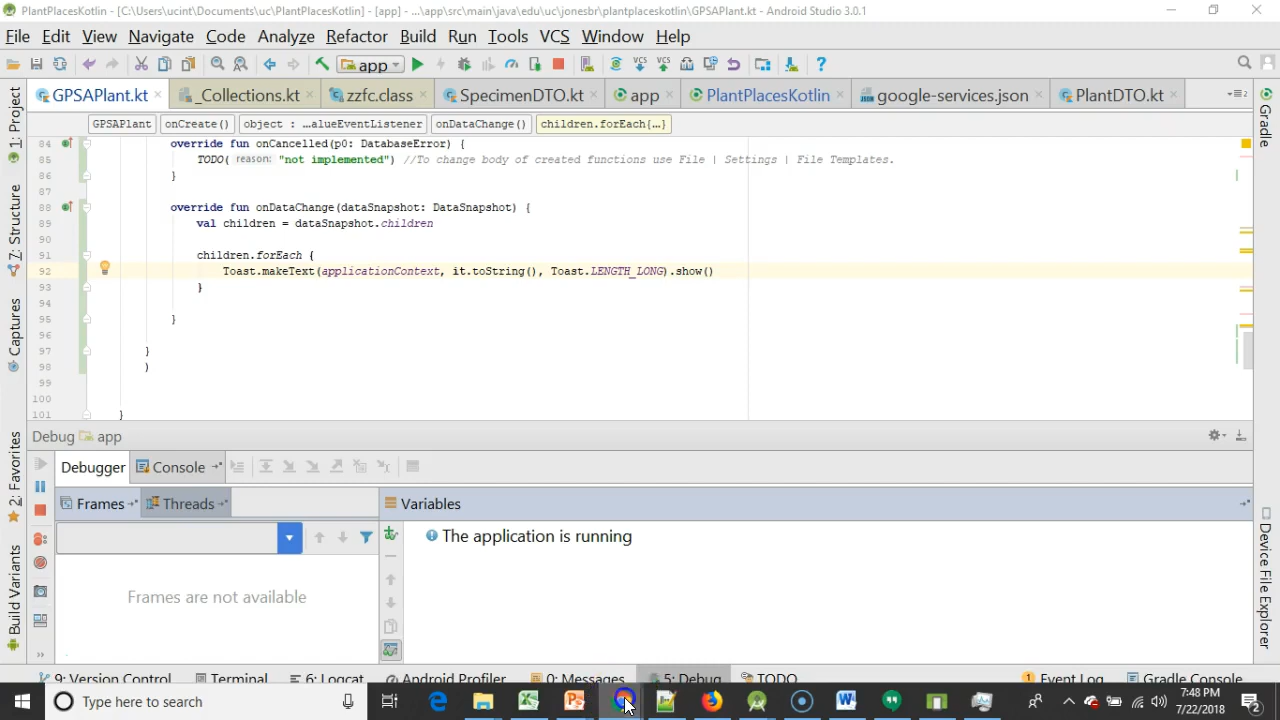 PlantPlacesKotlin - [C:\Users\ucint\Documents\uc\PlantPlacesKotlin] - [app] - ...\app\src\main\java\edu\uc\jonesbr\plantplaceskotlin\GPSAPlant.kt - Android Studio 3.0.1
File Edit View Navigate Code Analyze Refactor Build Run Tools VCS Window Help
app
GPSAPlant.kt _Collections.kt zzfc.class SpecimenDTO.kt app PlantPlacesKotlin google-services.json PlantDTO.kt
GPSAPlant onCreate() object : ...alueEventListener onDataChange() children.forEach{...}
84 override fun onCancelled(p0: DatabaseError) {
85 TODO( reason: "not implemented") //To change body of created functions use File | Settings | File Templates.
86 }
87
88 override fun onDataChange(dataSnapshot: DataSnapshot) {
89 val children = dataSnapshot.children
90
91 children.forEach {
92 Toast.makeText(applicationContext, it.toString(), Toast.LENGTH_LONG).show()
93 }
94
95 }
96
97 }
98 )
99
100
101 }
1: Project
7: Structure
Captures
2: Favorites
Build Variants
Gradle
Device File Explorer
Debug app
Debugger Console
Frames Threads Variables
The application is running
Frames are not available
9: Version Control Terminal 6: Logcat Android Profiler 0: Messages 5: Debug TODO 1 Event Log Gradle Console
Type here to search
7:48 PM
7/22/2018
2